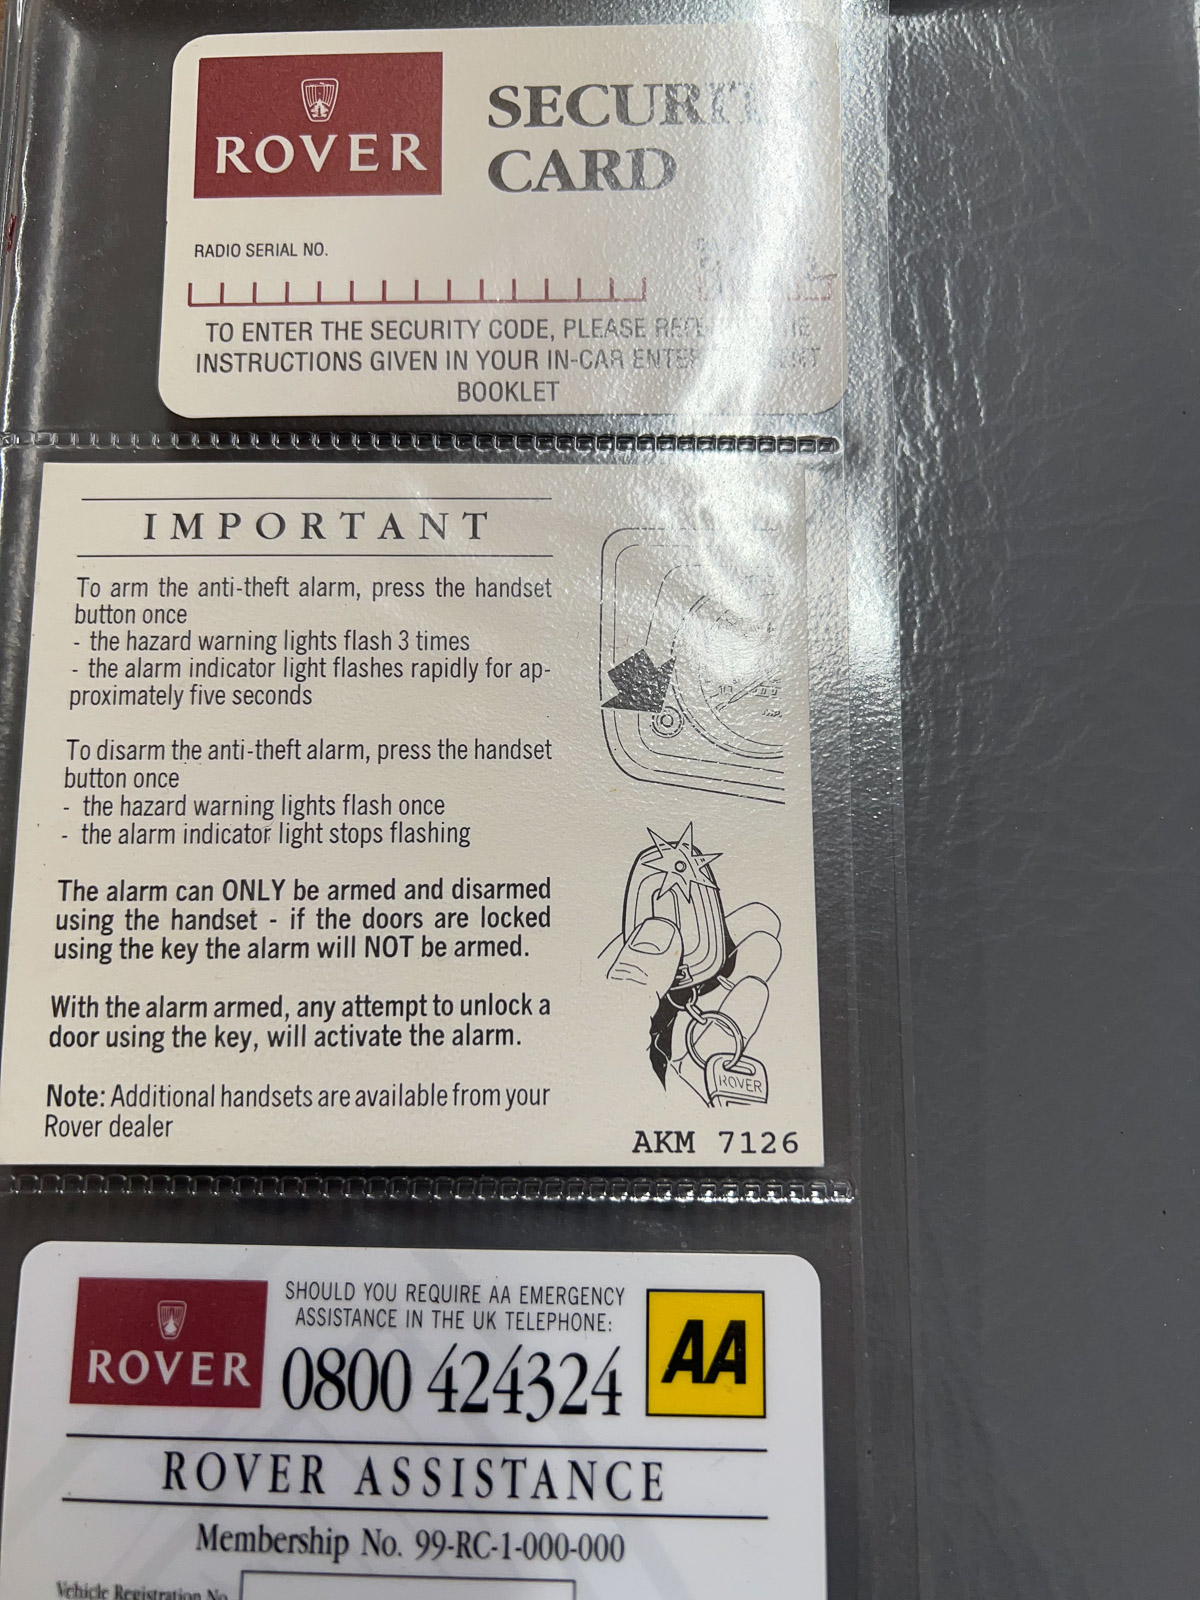 ROVER
SECURITY
CARD
RADIO SERIAL NO.
TO ENTER THE SECURITY CODE, PLEASE REFER
INSTRUCTIONS GIVEN IN YOUR IN-CAR ENTERTAINMENT
BOOKLET
IMPORTANT
To arm the anti-theft alarm, press the handset
button once
- the hazard warning lights flash 3 times
- the alarm indicator light flashes rapidly for ap-
proximately five seconds
To disarm the anti-theft alarm, press the handset
button once
- the hazard warning lights flash once
- the alarm indicator light stops flashing
The alarm can ONLY be armed and disarmed
using the handset - if the doors are locked
using the key the alarm will NOT be armed.
With the alarm armed, any attempt to unlock a
door using the key, will activate the alarm.
Note: Additional handsets are available from your
Rover dealer
ROVER
AKM 7126
ROVER
SHOULD YOU REQUIRE AA EMERGENCY
ASSISTANCE IN THE UK TELEPHONE:
0800 424324
AA
ROVER ASSISTANCE
Membership No. 99-RC-1-000-000
Vehicle Registration No